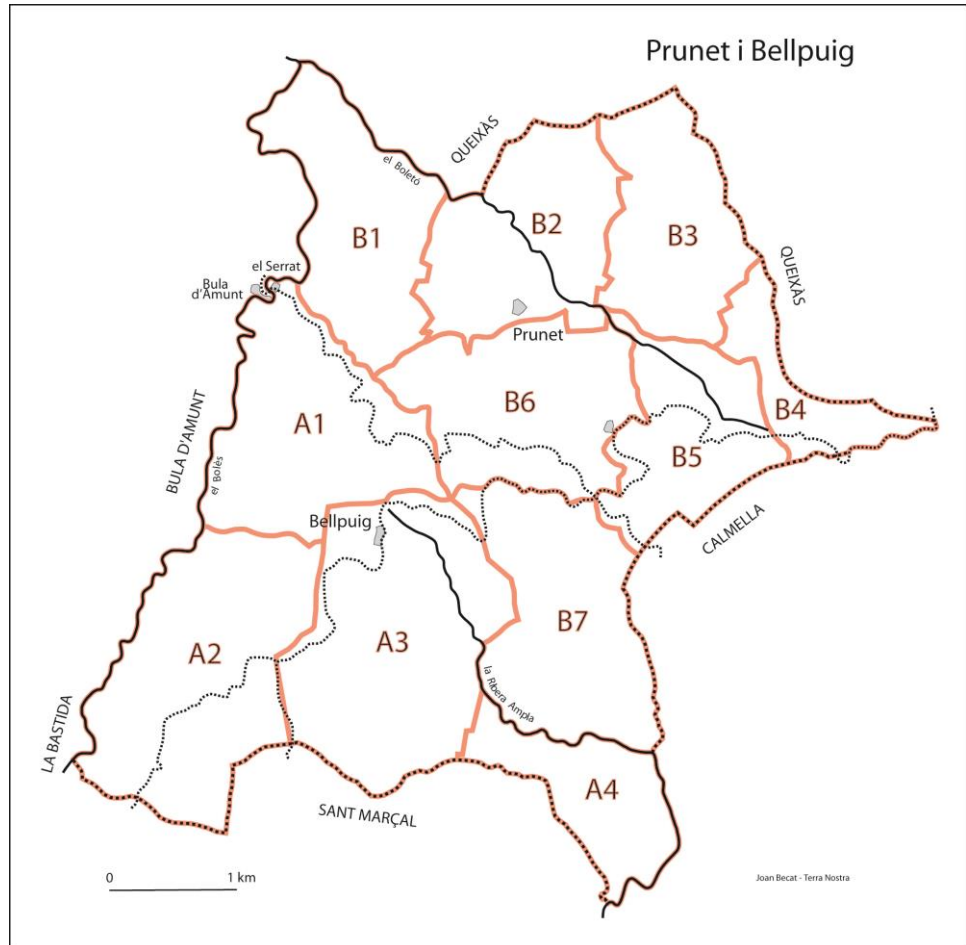 Prunet i Bellpuig
QUEIXÀS
el Boletó
B1
B2
B3
QUEIXÀS
el Serrat
Bula
d'Amunt
Prunet
BULA D'AMUNT
el Bolès
A1
B6
B4
B5
CALMELLA
Bellpuig
A2
A3
B7
la Ribera Ampla
LA BASTIDA
SANT MARÇAL
A4
0 1 km
Joan Becat - Terra Nostra